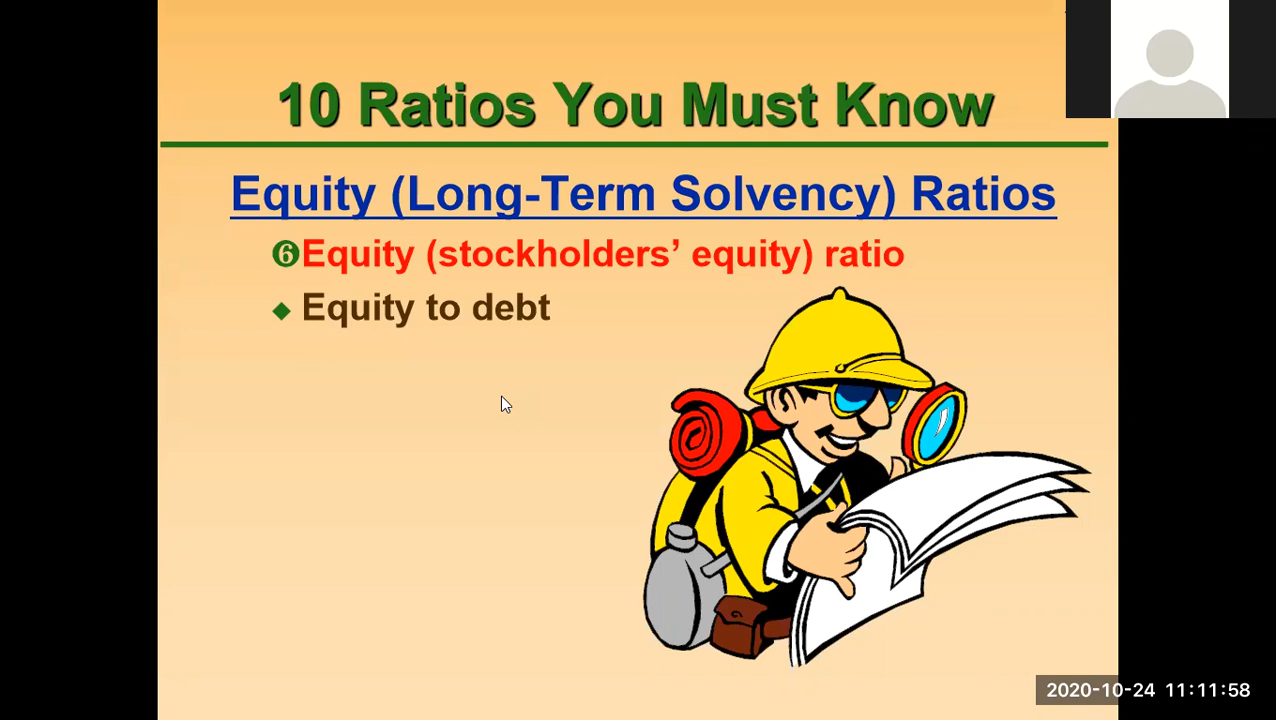 10 Ratios You Must Know
Equity (Long-Term Solvency) Ratios
❻Equity (stockholders’ equity) ratio
◆ Equity to debt
2020-10-24 11:11:58